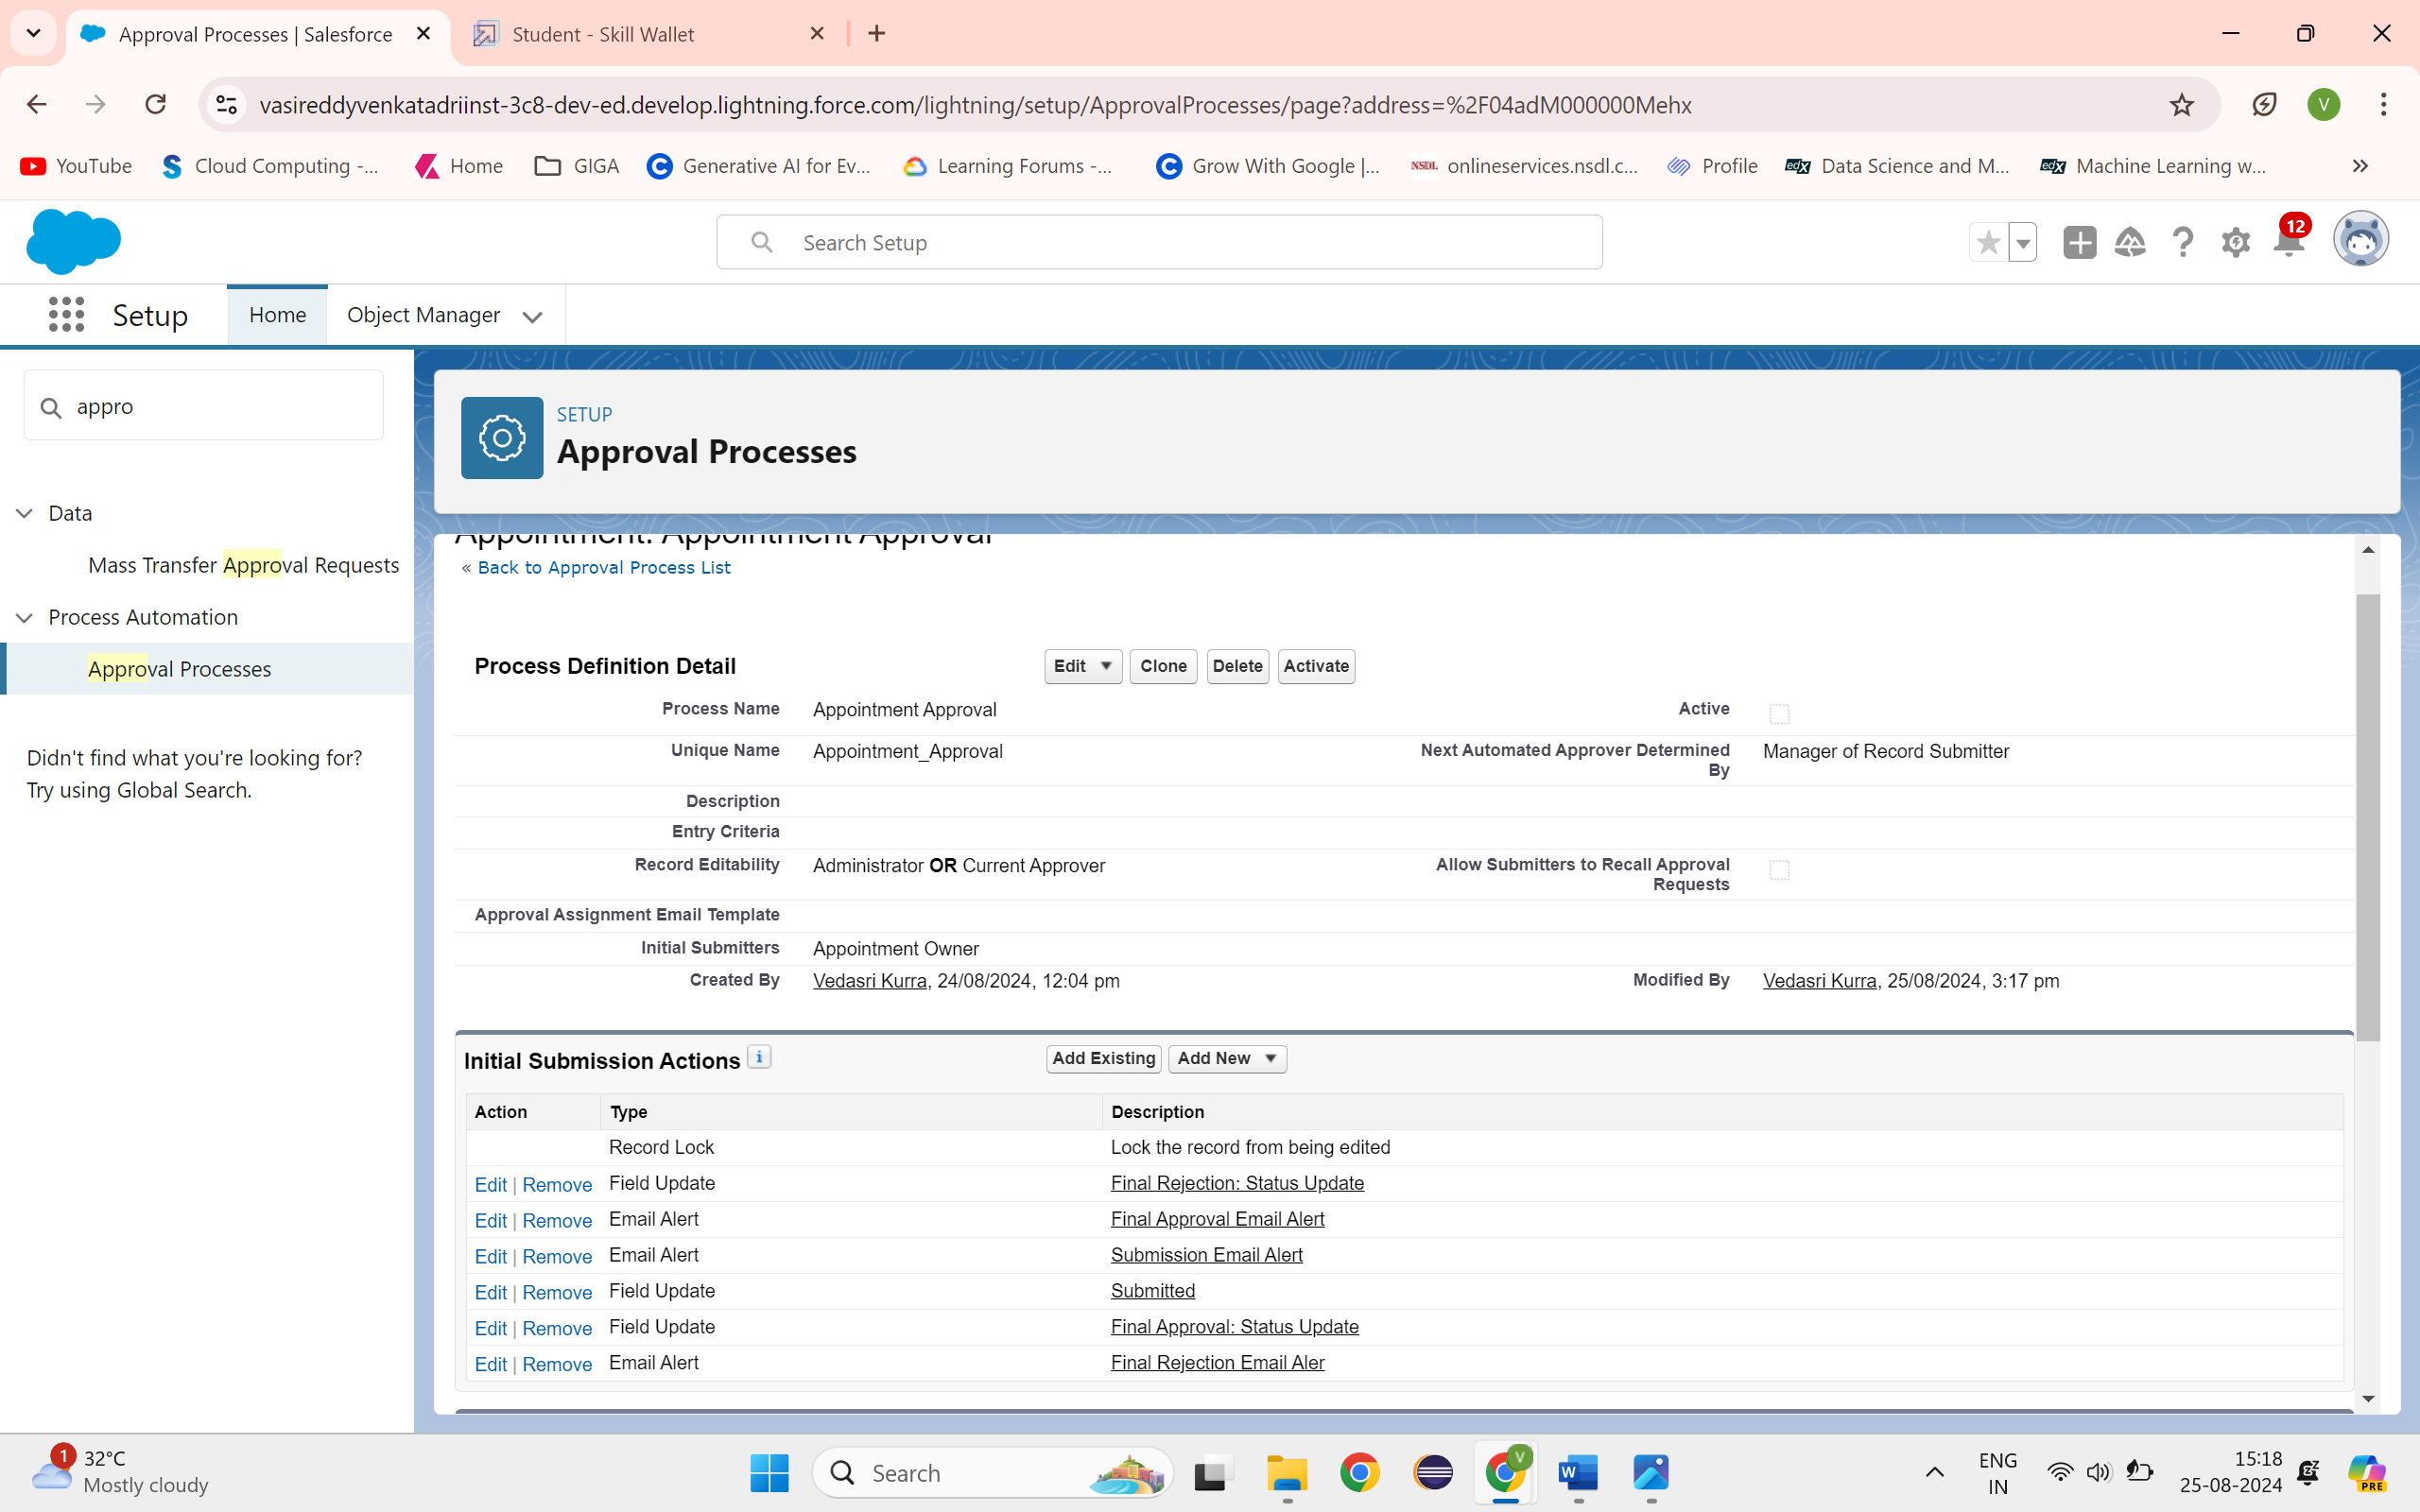 Approval Processes | Salesforce
Student - Skill Wallet
vasireddyvenkatadriinst-3c8-dev-ed.develop.lightning.force.com/lightning/setup/ApprovalProcesses/page?address=%2F04adM000000Mehx
V
YouTube
Cloud Computing -...
Home
GIGA
Generative AI for Ev...
Learning Forums -...
Grow With Google |...
NSDL onlineservices.nsdl.c...
Profile
edX Data Science and M...
edX Machine Learning w...
Search Setup
12
Setup
Home
Object Manager
appro
Data
Mass Transfer Approval Requests
Process Automation
Approval Processes
Didn't find what you're looking for?
Try using Global Search.
SETUP
Approval Processes
Appointment: Appointment Approval
« Back to Approval Process List
Process Definition Detail
Edit
Clone
Delete
Activate
Process Name Appointment Approval
Active
Unique Name Appointment_Approval
Next Automated Approver Determined By Manager of Record Submitter
Description
Entry Criteria
Record Editability Administrator OR Current Approver
Allow Submitters to Recall Approval Requests
Approval Assignment Email Template
Initial Submitters Appointment Owner
Created By Vedasri Kurra, 24/08/2024, 12:04 pm
Modified By Vedasri Kurra, 25/08/2024, 3:17 pm
Initial Submission Actions
Add Existing
Add New
Action Type Description
Record Lock Lock the record from being edited
Edit | Remove Field Update Final Rejection: Status Update
Edit | Remove Email Alert Final Approval Email Alert
Edit | Remove Email Alert Submission Email Alert
Edit | Remove Field Update Submitted
Edit | Remove Field Update Final Approval: Status Update
Edit | Remove Email Alert Final Rejection Email Aler
1
32°C
Mostly cloudy
Search
V
ENG
IN
15:18
25-08-2024
PRE